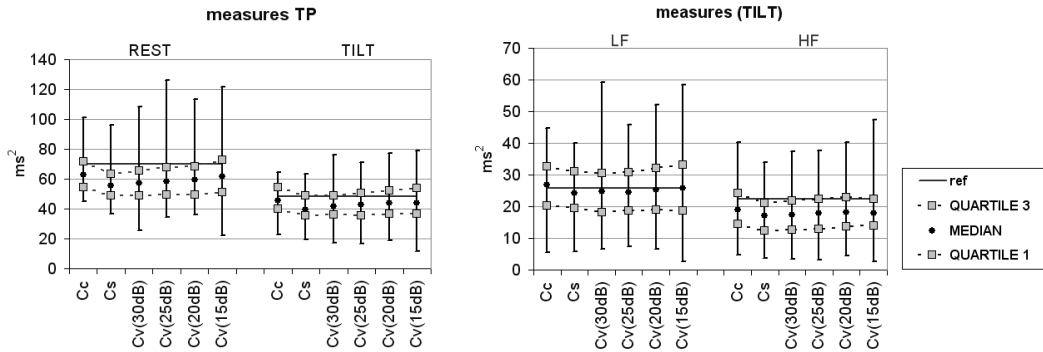 measures TP
REST TILT
ms²
140
120
100
80
60
40
20
0
Cc
Cs
Cv(30dB)
Cv(25dB)
Cv(20dB)
Cv(15dB)
Cc
Cs
Cv(30dB)
Cv(25dB)
Cv(20dB)
Cv(15dB)
measures (TILT)
LF HF
ms²
70
60
50
40
30
20
10
0
Cc
Cs
Cv(30dB)
Cv(25dB)
Cv(20dB)
Cv(15dB)
Cc
Cs
Cv(30dB)
Cv(25dB)
Cv(20dB)
Cv(15dB)
ref
QUARTILE 3
MEDIAN
QUARTILE 1